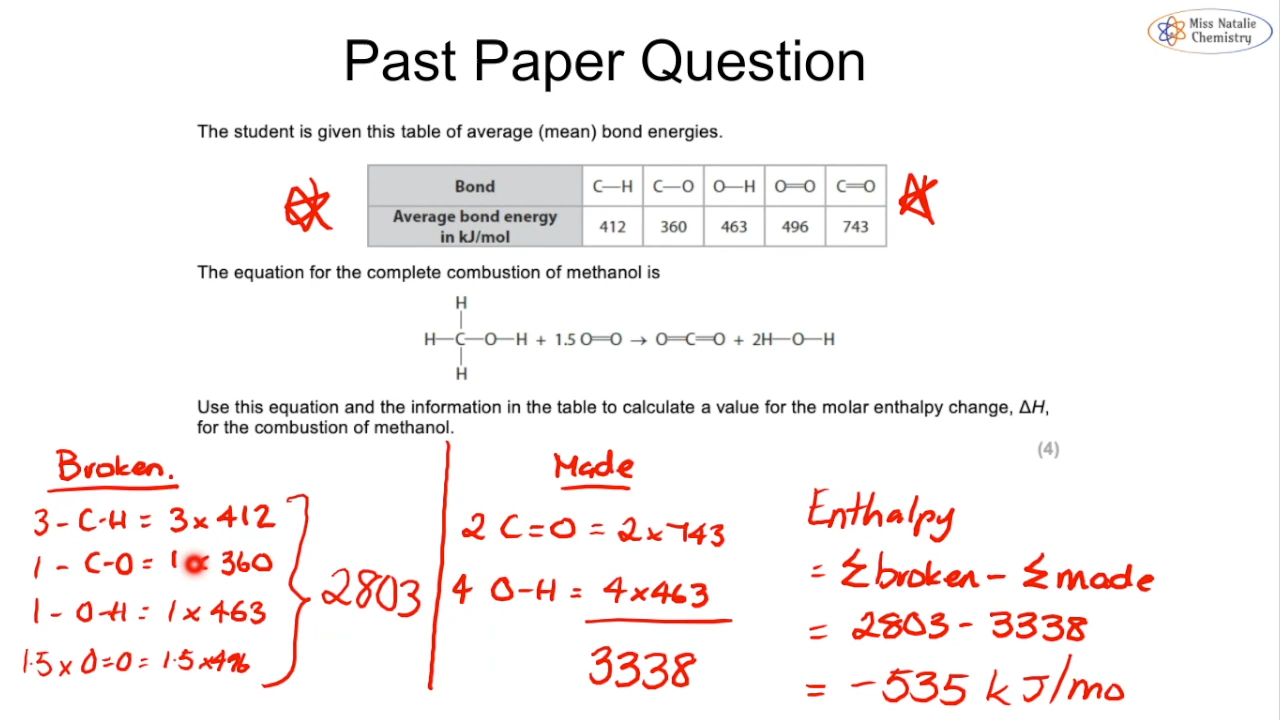 Miss Natalie
Chemistry
Past Paper Question
The student is given this table of average (mean) bond energies.
Bond C—H C—O O—H O=O C=O
Average bond energy
in kJ/mol 412 360 463 496 743
The equation for the complete combustion of methanol is
H
H—C—O—H + 1.5 O=O → O=C=O + 2H—O—H
H
Use this equation and the information in the table to calculate a value for the molar enthalpy change, ΔH,
for the combustion of methanol.
(4)
Broken.
3 - C-H = 3 x 412
1 - C-O = 1 x 360
1 - O-H = 1 x 463
1.5 x O=O = 1.5 x 496
2803
Made
2 C=O = 2 x 743
4 O-H = 4 x 463
3338
Enthalpy
= Σbroken - Σmade
= 2803 - 3338
= -535 kJ/mo